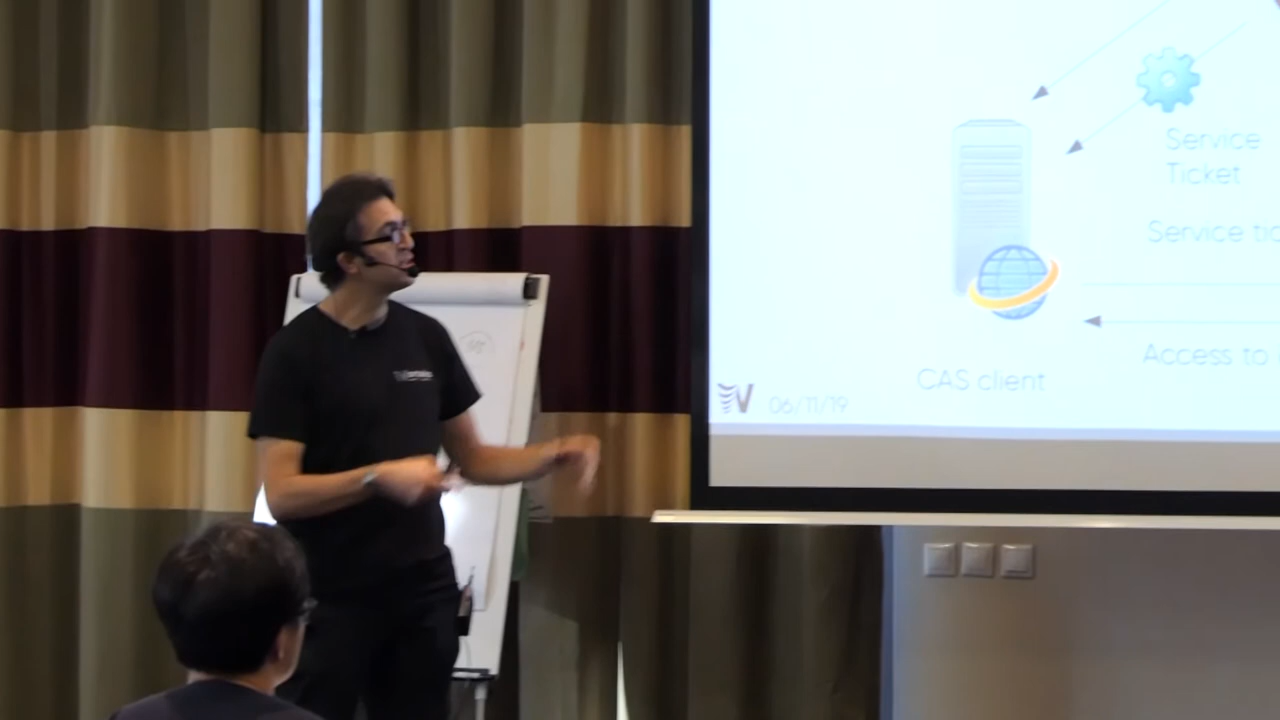 Service
Ticket
Service
Access to
CAS client
06/11/19